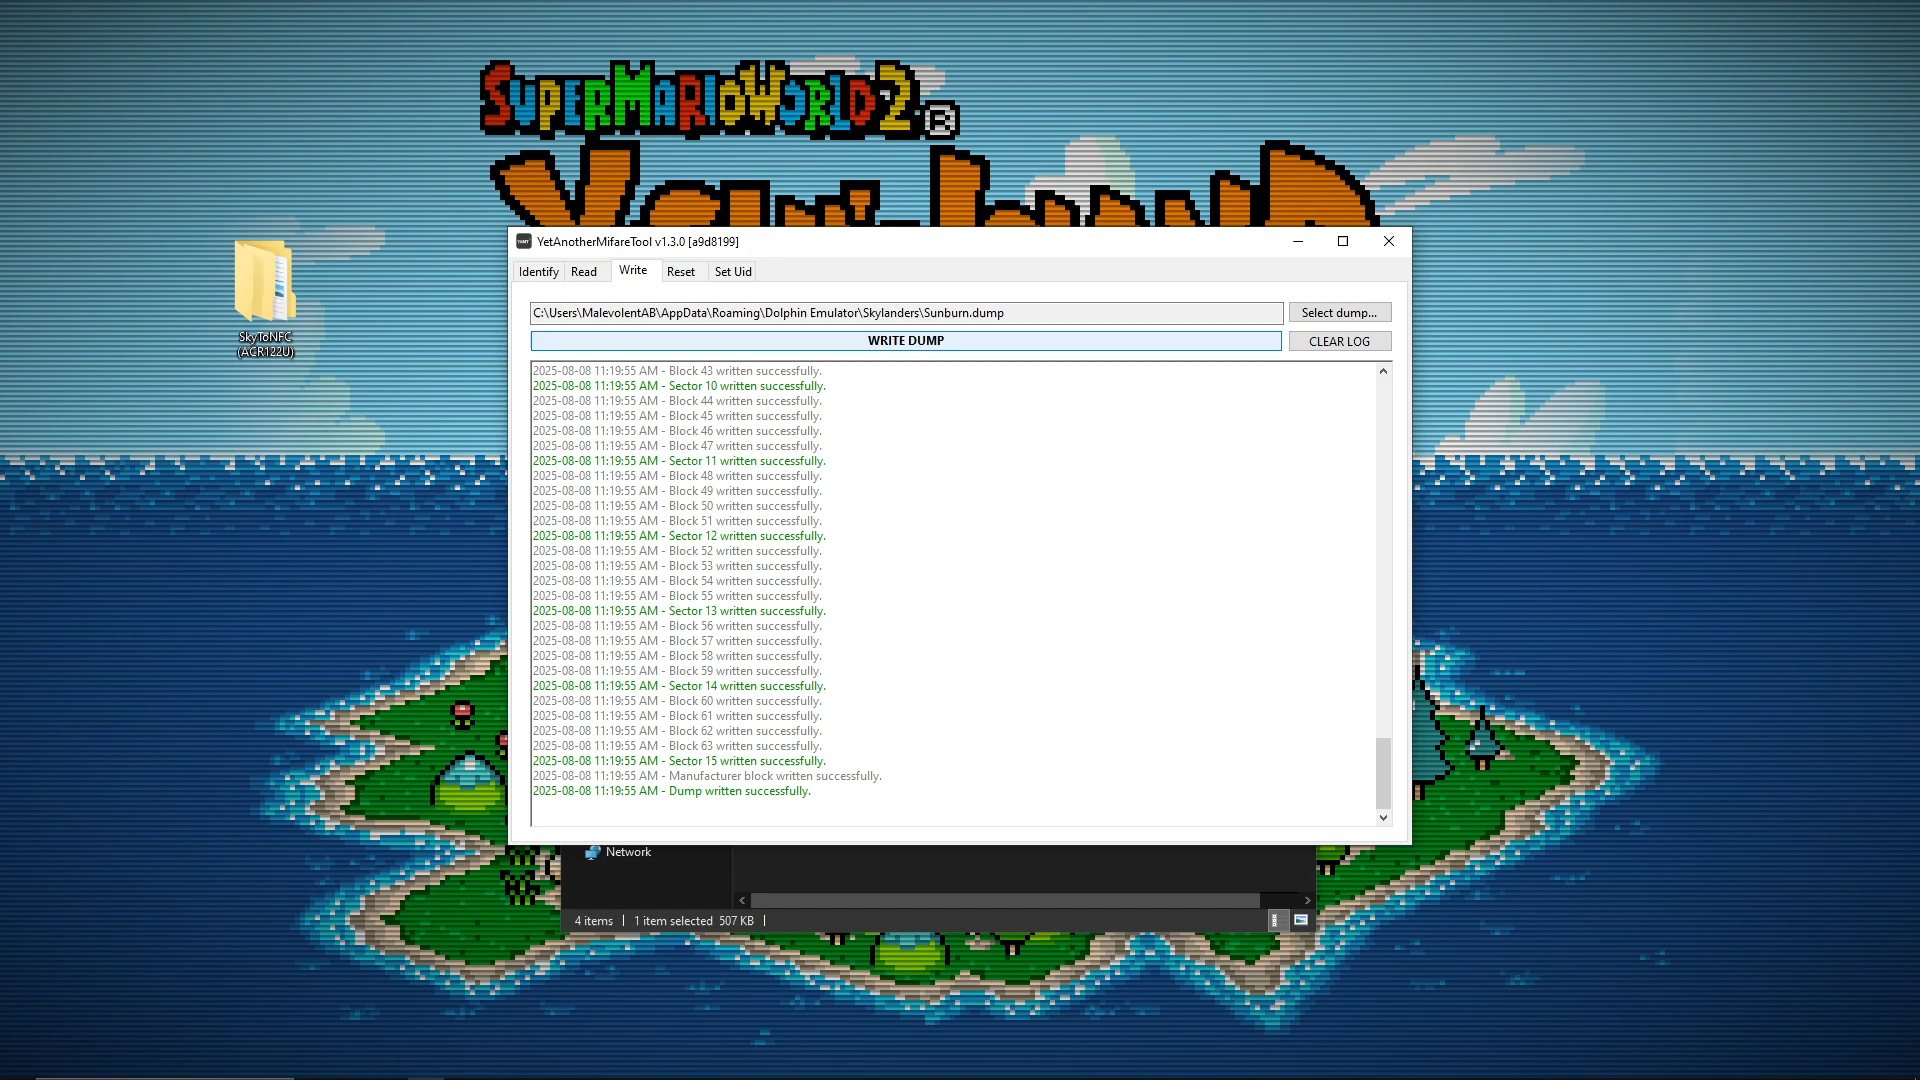 SUPER MARIO WORLD 2 ®
SkyToNFC
(ACR122U)
YAMT
YetAnotherMifareTool v1.3.0 [a9d8199]
Identify Read Write Reset Set Uid
C:\Users\MalevolentAB\AppData\Roaming\Dolphin Emulator\Skylanders\Sunburn.dump Select dump...
WRITE DUMP CLEAR LOG
2025-08-08 11:19:55 AM - Block 43 written successfully.
2025-08-08 11:19:55 AM - Sector 10 written successfully.
2025-08-08 11:19:55 AM - Block 44 written successfully.
2025-08-08 11:19:55 AM - Block 45 written successfully.
2025-08-08 11:19:55 AM - Block 46 written successfully.
2025-08-08 11:19:55 AM - Block 47 written successfully.
2025-08-08 11:19:55 AM - Sector 11 written successfully.
2025-08-08 11:19:55 AM - Block 48 written successfully.
2025-08-08 11:19:55 AM - Block 49 written successfully.
2025-08-08 11:19:55 AM - Block 50 written successfully.
2025-08-08 11:19:55 AM - Block 51 written successfully.
2025-08-08 11:19:55 AM - Sector 12 written successfully.
2025-08-08 11:19:55 AM - Block 52 written successfully.
2025-08-08 11:19:55 AM - Block 53 written successfully.
2025-08-08 11:19:55 AM - Block 54 written successfully.
2025-08-08 11:19:55 AM - Block 55 written successfully.
2025-08-08 11:19:55 AM - Sector 13 written successfully.
2025-08-08 11:19:55 AM - Block 56 written successfully.
2025-08-08 11:19:55 AM - Block 57 written successfully.
2025-08-08 11:19:55 AM - Block 58 written successfully.
2025-08-08 11:19:55 AM - Block 59 written successfully.
2025-08-08 11:19:55 AM - Sector 14 written successfully.
2025-08-08 11:19:55 AM - Block 60 written successfully.
2025-08-08 11:19:55 AM - Block 61 written successfully.
2025-08-08 11:19:55 AM - Block 62 written successfully.
2025-08-08 11:19:55 AM - Block 63 written successfully.
2025-08-08 11:19:55 AM - Sector 15 written successfully.
2025-08-08 11:19:55 AM - Manufacturer block written successfully.
2025-08-08 11:19:55 AM - Dump written successfully.
Network
4 items | 1 item selected 507 KB |